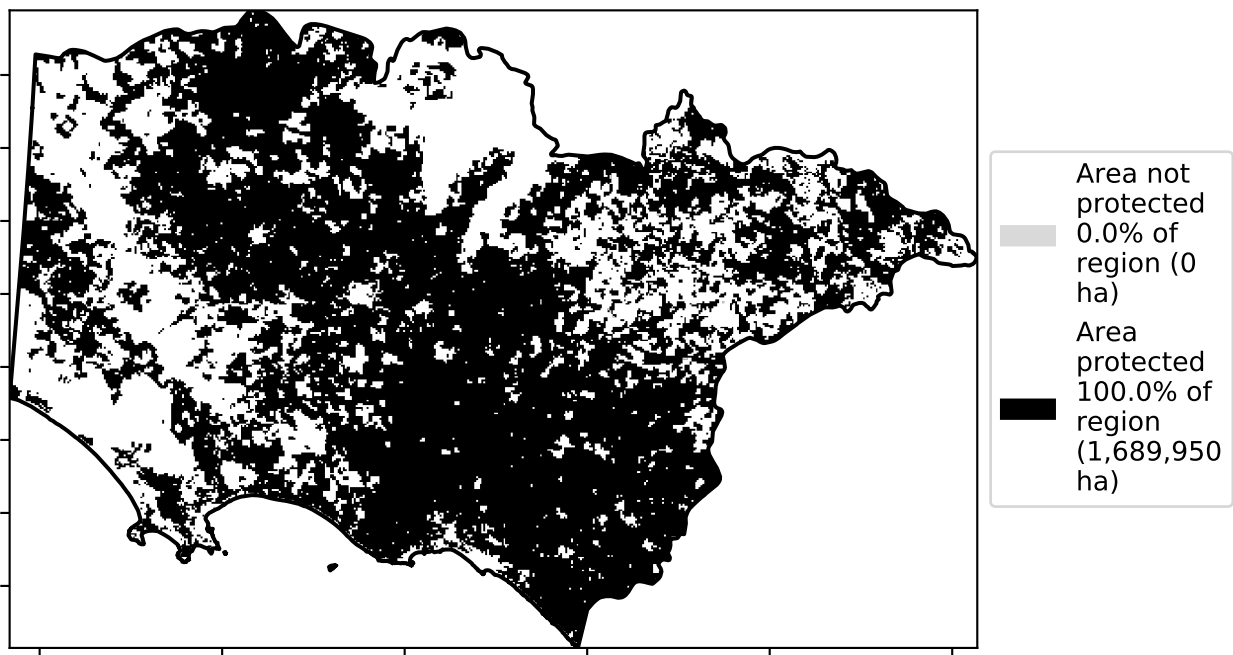 Area not
protected
0.0% of
region (0
ha)
Area
protected
100.0% of
region
(1,689,950
ha)